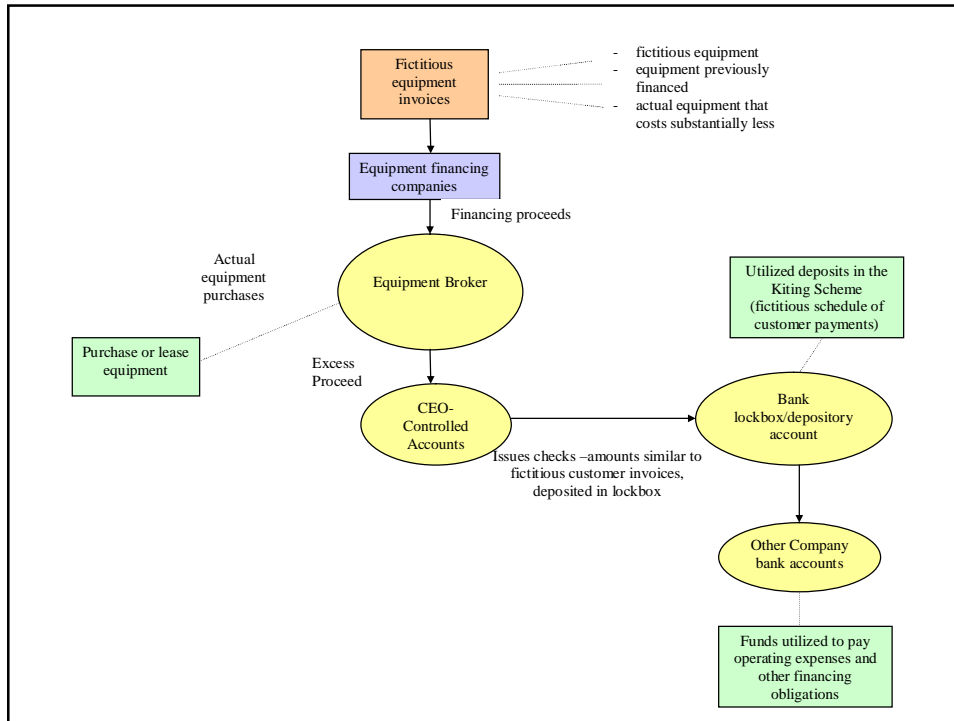 Fictitious
equipment
invoices
- fictitious equipment
- equipment previously
financed
- actual equipment that
costs substantially less
Equipment financing
companies
Financing proceeds
Actual
equipment
purchases
Equipment Broker
Utilized deposits in the
Kiting Scheme
(fictitious schedule of
customer payments)
Purchase or lease
equipment
Excess
Proceed
CEO-
Controlled
Accounts
Bank
lockbox/depository
account
Issues checks –amounts similar to
fictitious customer invoices,
deposited in lockbox
Other Company
bank accounts
Funds utilized to pay
operating expenses and
other financing
obligations